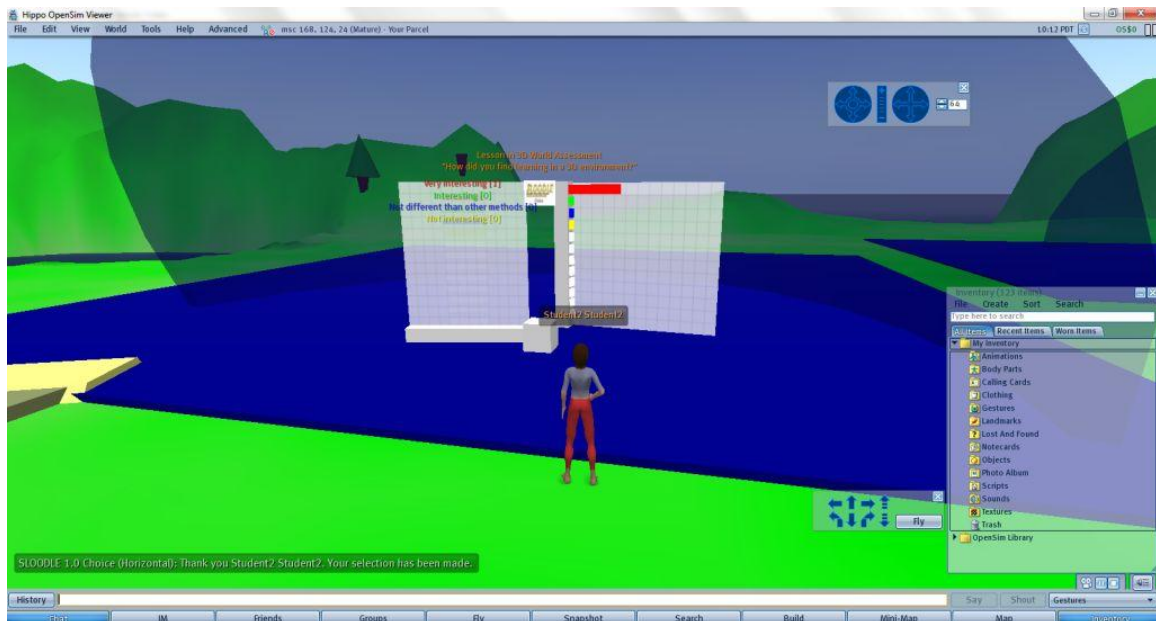 Hippo OpenSim Viewer
File Edit View World Tools Help Advanced msc 168, 124, 24 (Mature) - Your Parcel 10:12 PDT OS$0
64
Lesson in 3D World Assessment
"How did you find learning in a 3D environment?"
Very interesting [1]
Interesting [0]
Not different than other methods [0]
Not interesting [0]
Student2 Student2
Inventory (123 items)
File Create Sort Search
Type here to search
All Items Recent Items Worn Items
My Inventory
Animations
Body Parts
Calling Cards
Clothing
Gestures
Landmarks
Lost And Found
Notecards
Objects
Photo Album
Scripts
Sounds
Textures
Trash
OpenSim Library
Fly
SLOODLE 1.0 Choice (Horizontal): Thank you Student2 Student2. Your selection has been made.
History Say Shout Gestures
Chat IM Friends Groups Fly Snapshot Search Build Mini-Map Map Inventory